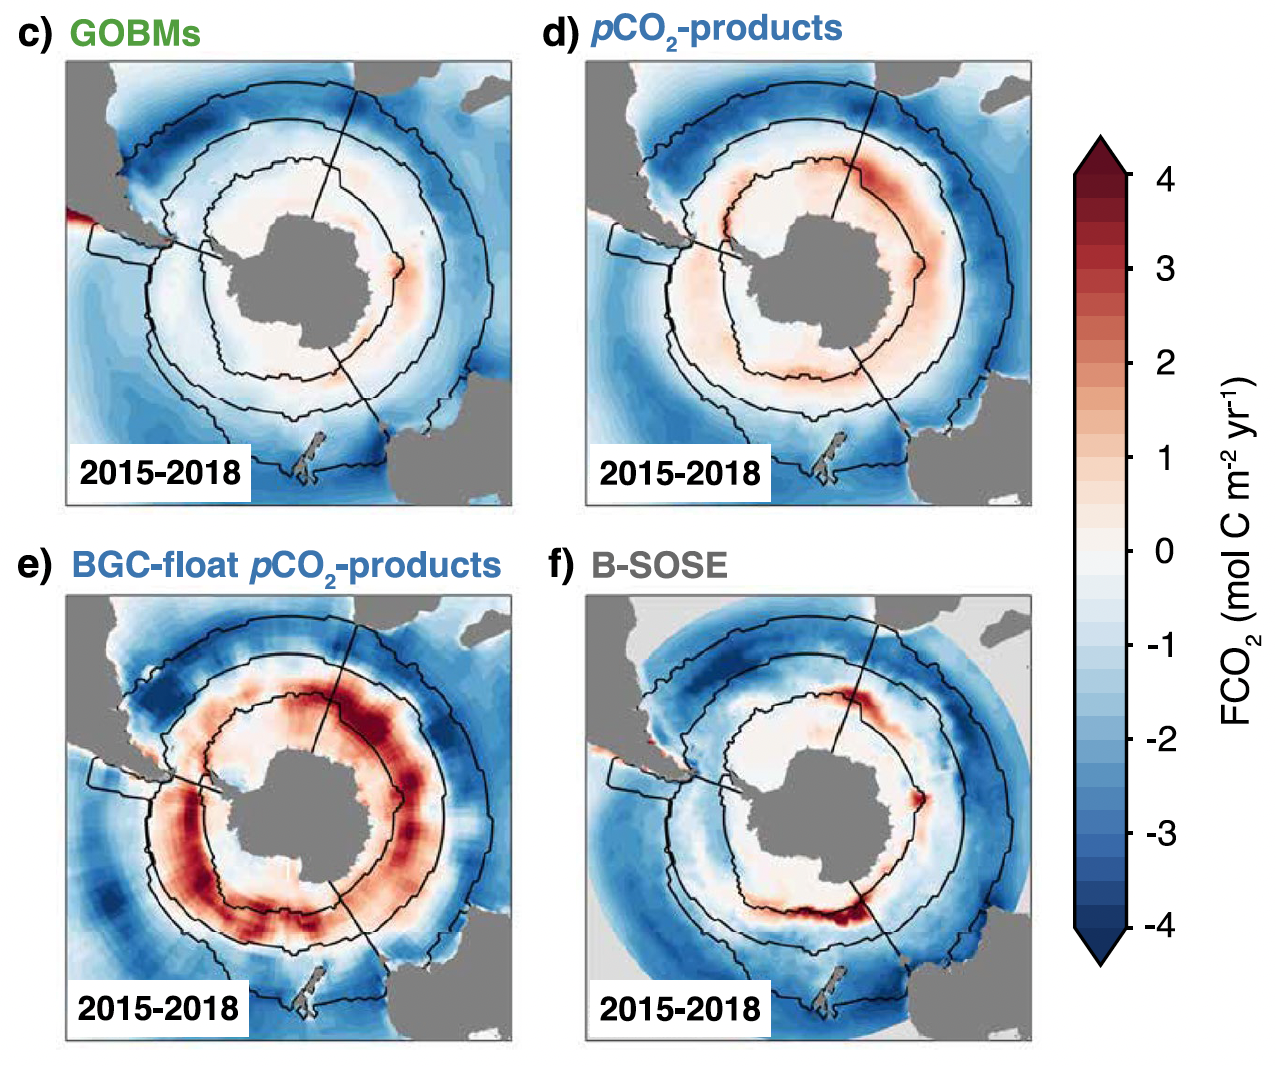 c) GOBMs
d) pCO₂-products
2015-2018
2015-2018
e) BGC-float pCO₂-products
f) B-SOSE
2015-2018
2015-2018
4
3
2
1
0
-1
-2
-3
-4
FCO₂ (mol C m⁻² yr⁻¹)